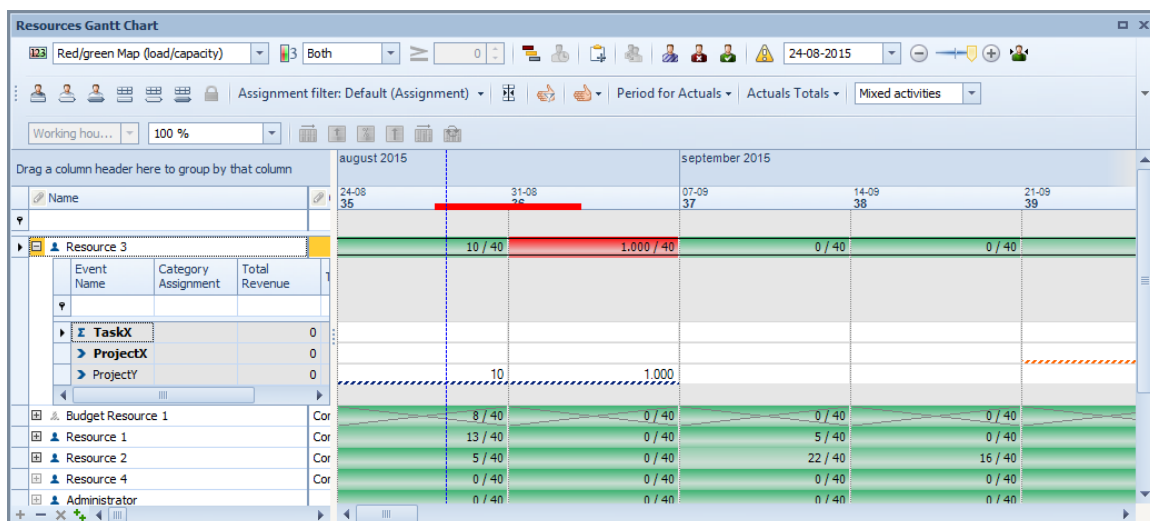 Resources Gantt Chart
123 Red/green Map (load/capacity) 3 Both 0 24-08-2015
Assignment filter: Default (Assignment) Period for Actuals Actuals Totals Mixed activities
Working hou... 100 %
Drag a column header here to group by that column august 2015 september 2015
Name 24-08 31-08 07-09 14-09 21-09
35 36 37 38 39
Resource 3 10 / 40 1.000 / 40 0 / 40 0 / 40
Event Name Category Assignment Total Revenue
Σ TaskX 0
ProjectX 0
ProjectY 0 10 1.000
Budget Resource 1 Cor 8 / 40 0 / 40 0 / 40 0 / 40
Resource 1 Cor 13 / 40 0 / 40 5 / 40 0 / 40
Resource 2 Cor 5 / 40 0 / 40 22 / 40 16 / 40
Resource 4 Cor 0 / 40 0 / 40 0 / 40 0 / 40
Administrator 0 / 40 0 / 40 0 / 40 0 / 40